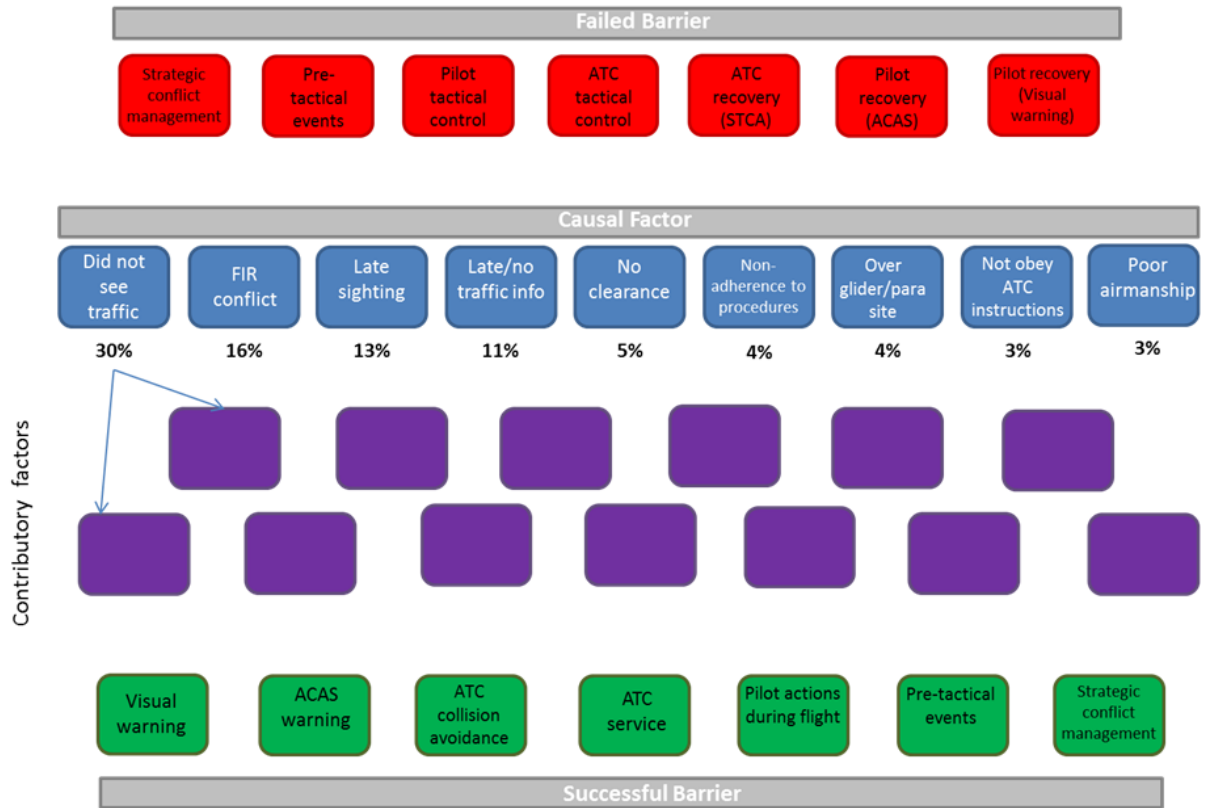 Failed Barrier
Strategic
conflict
management
Pre-
tactical
events
Pilot
tactical
control
ATC
tactical
control
ATC
recovery
(STCA)
Pilot
recovery
(ACAS)
Pilot recovery
(Visual
warning)
Causal Factor
Did not
see
traffic
FIR
conflict
Late
sighting
Late/no
traffic info
No
clearance
Non-
adherence to
procedures
Over
glider/para
site
Not obey
ATC
instructions
Poor
airmanship
30%
16%
13%
11%
5%
4%
4%
3%
3%
Contributory factors
Visual
warning
ACAS
warning
ATC
collision
avoidance
ATC
service
Pilot actions
during flight
Pre-tactical
events
Strategic
conflict
management
Successful Barrier